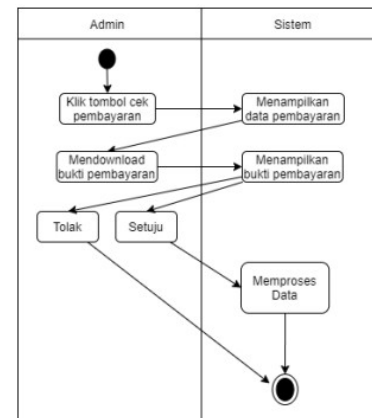 Admin
Sistem
Klik tombol cek
pembayaran
Menampilkan
data pembayaran
Mendownload
bukti pembayaran
Menampilkan
bukti pembayaran
Tolak
Setuju
Memproses
Data